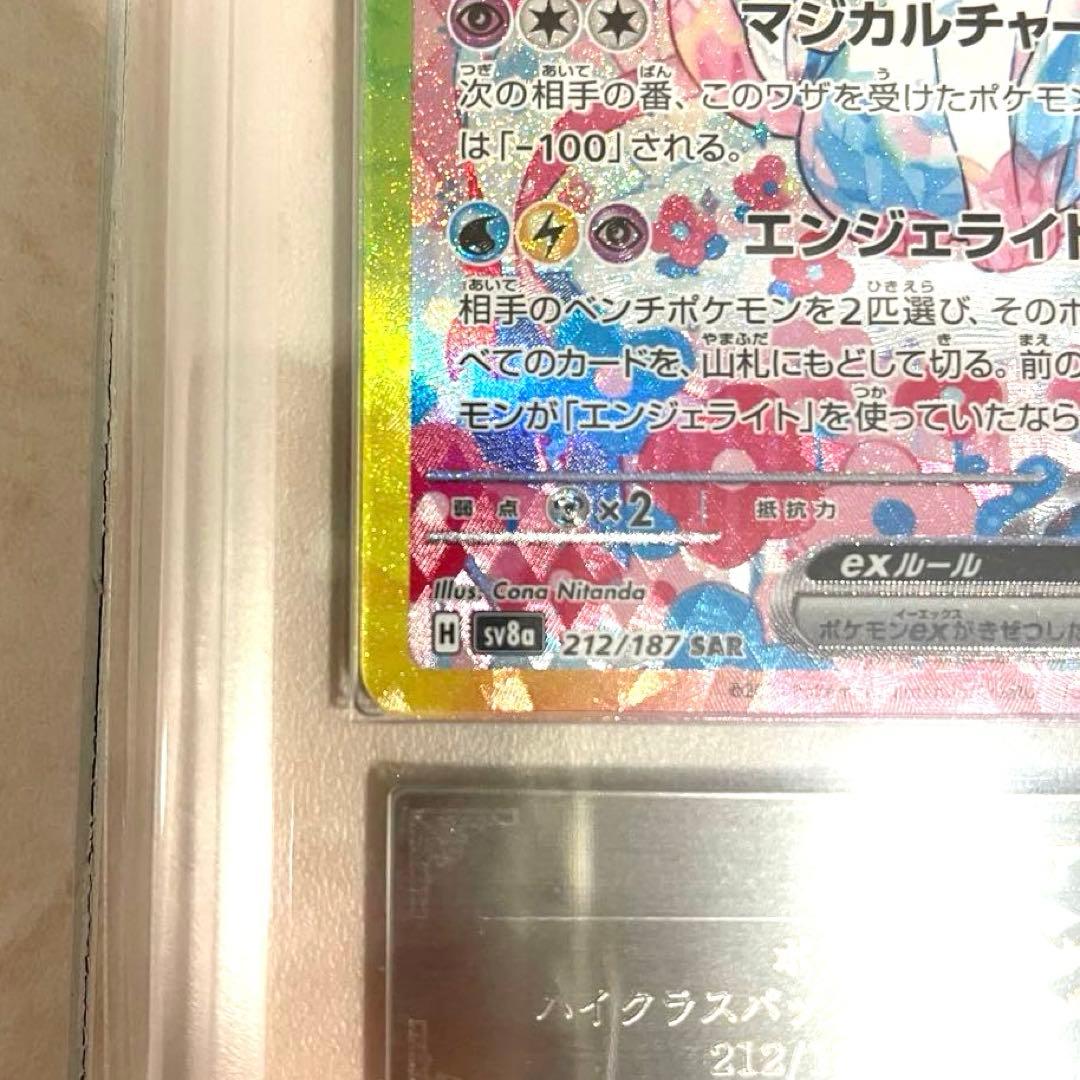 マジカルチャー
次の相手の番、このワザを受けたポケモン
は「-100」される。
エンジェライト
相手のベンチポケモンを2匹選び、そのポ
べてのカードを、山札にもどして切る。前の
モンが「エンジェライト」を使っていたなら
弱点 ×2 抵抗力
exルール
Illus. Cona Nitanda
ポケモンexがきぜつした
H sv8a 212/187 SAR
ハイクラスパッ
212/1